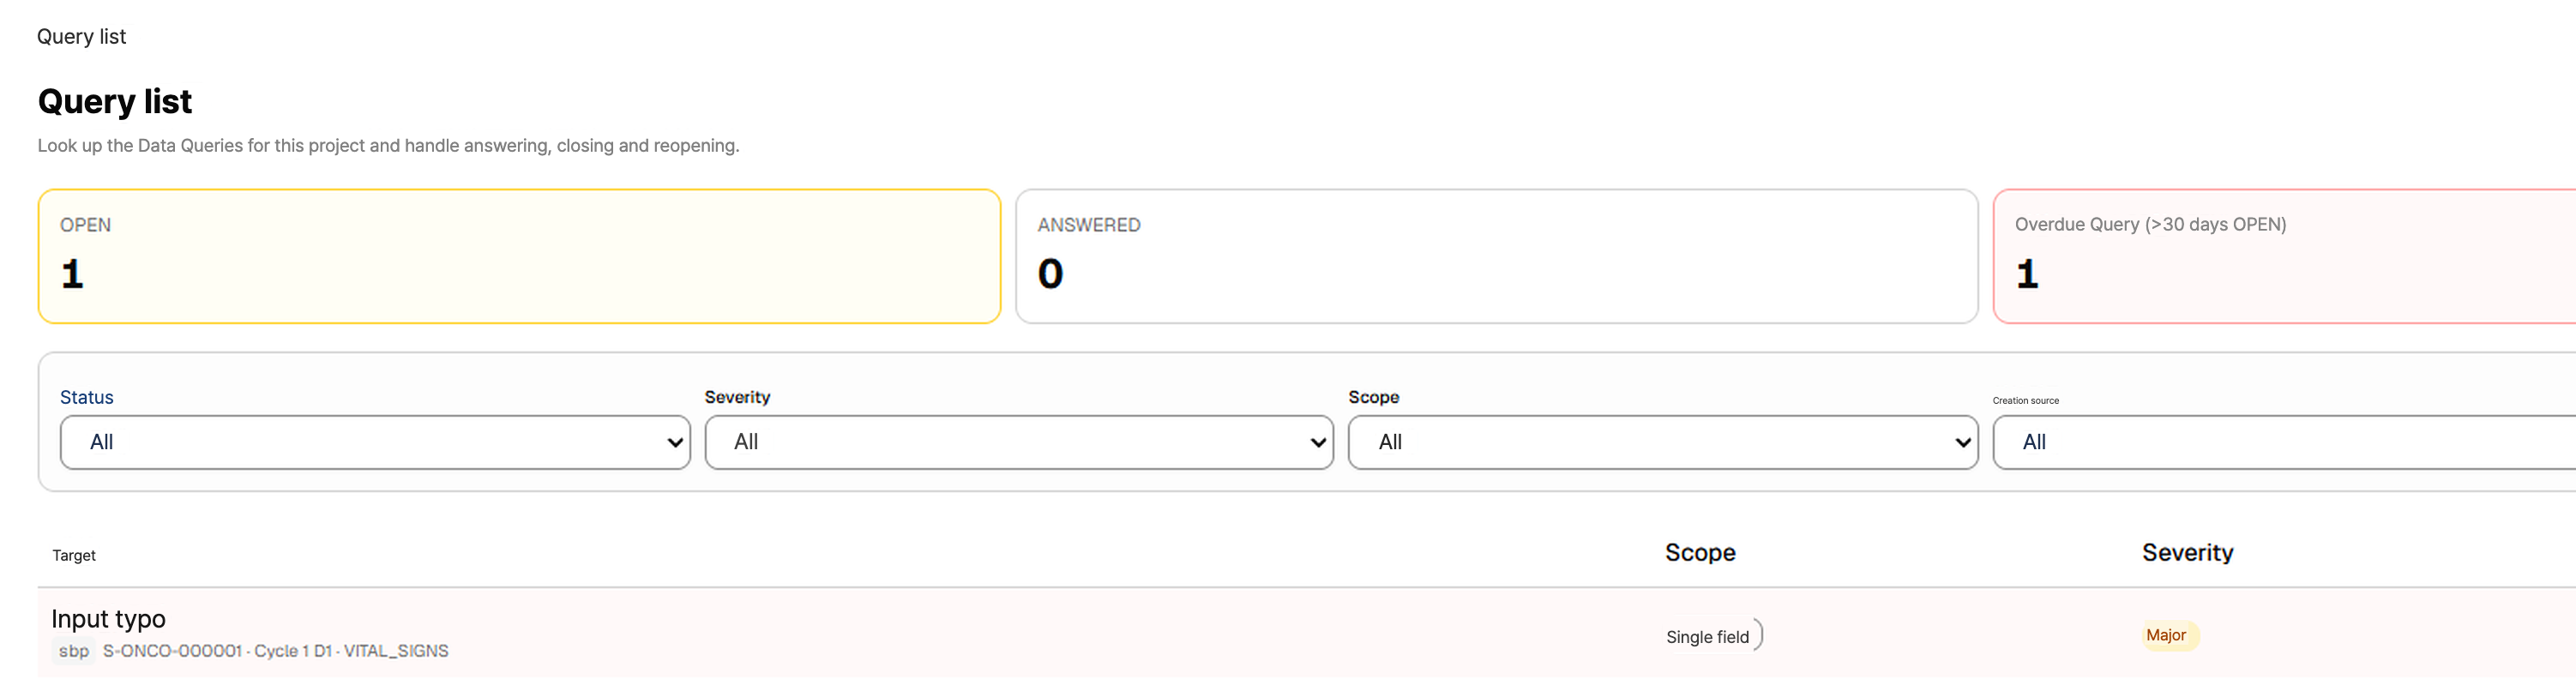 Query list
Query list
Look up the Data Queries for this project and handle answering, closing and reopening.
OPEN
1
ANSWERED
0
Overdue Query (>30 days OPEN)
1
Status
All
Severity
All
Scope
All
Creation source
All
Target
Scope
Severity
Input typo
sbp S-ONCO-000001 · Cycle 1 D1 · VITAL_SIGNS
Single field
Major